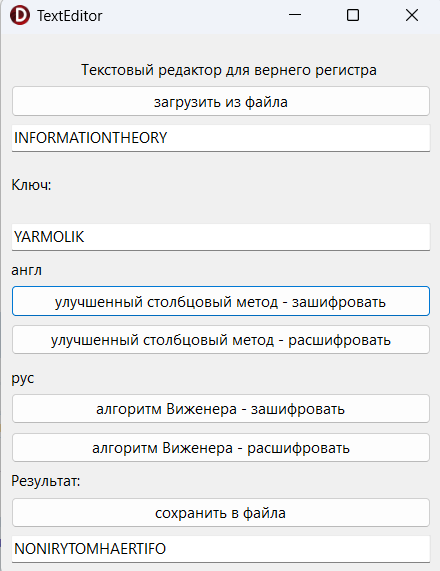 TextEditor
Текстовый редактор для вернего регистра
загрузить из файла
INFORMATIONTHEORY
Ключ:
YARMOLIK
англ
улучшенный столбцовый метод - зашифровать
улучшенный столбцовый метод - расшифровать
рус
алгоритм Виженера - зашифровать
алгоритм Виженера - расшифровать
Результат:
сохранить в файла
NONIRYTOMHAERTIFO